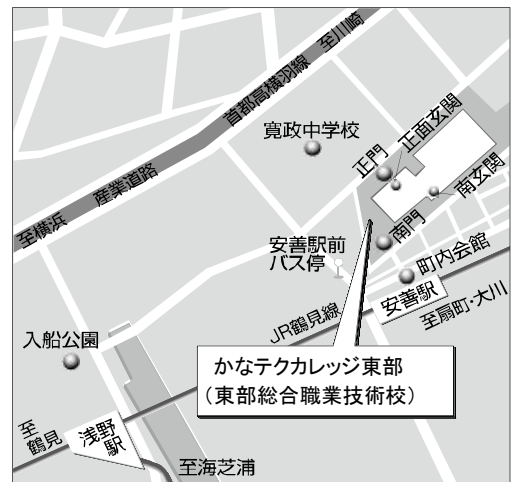 至川崎
首都高横羽線
寛政中学校
正門
正面玄関
南玄関
産業道路
至横浜
南門
安善駅前
バス停
町内会館
安善駅
至扇町・大川
JR鶴見線
入船公園
かなテクカレッジ東部
（東部総合職業技術校）
至
鶴見
浅野
駅
至海芝浦